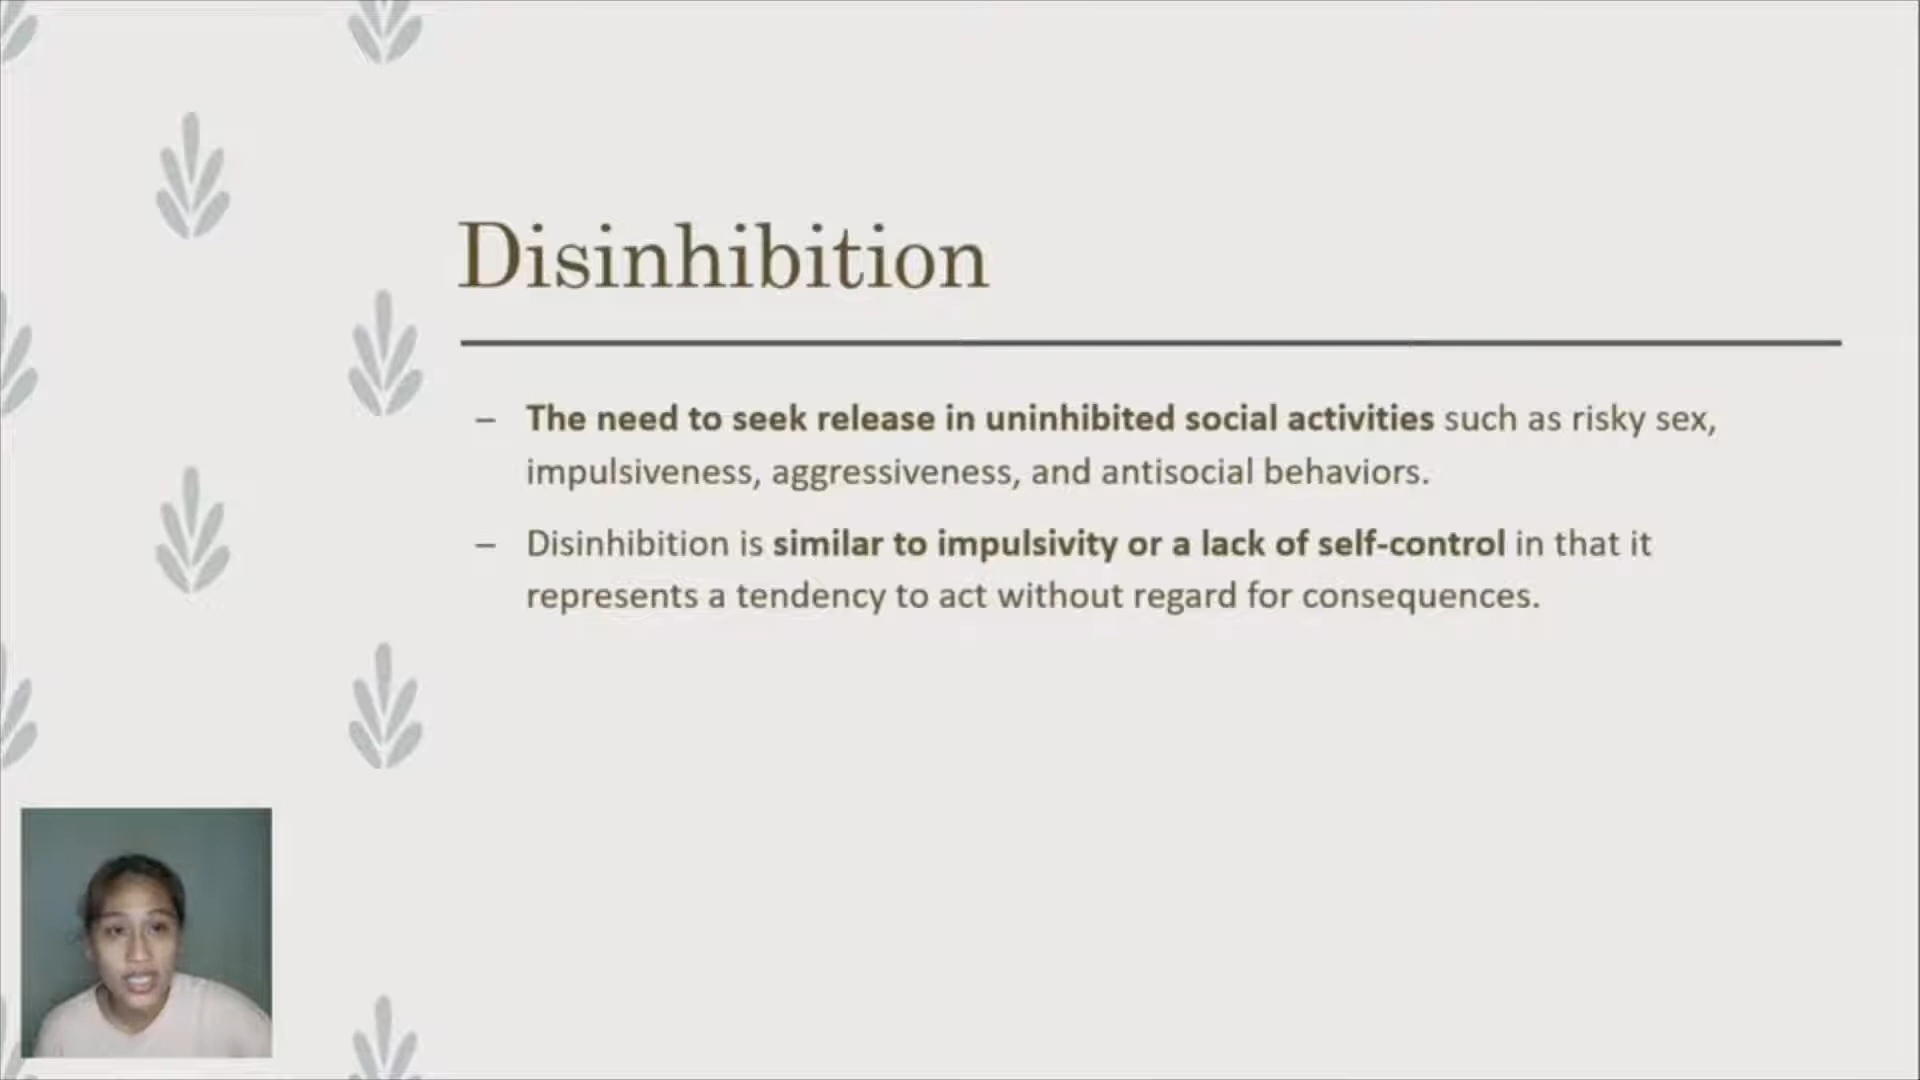 Disinhibition
– The need to seek release in uninhibited social activities such as risky sex,
impulsiveness, aggressiveness, and antisocial behaviors.
– Disinhibition is similar to impulsivity or a lack of self-control in that it
represents a tendency to act without regard for consequences.